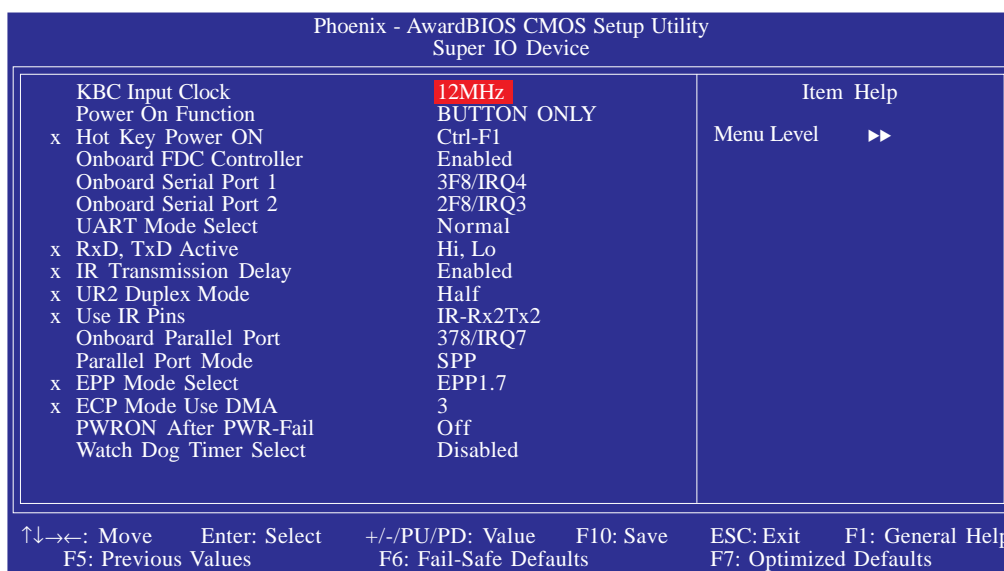 Phoenix - AwardBIOS CMOS Setup Utility
Super IO Device
KBC Input Clock 12MHz
Power On Function BUTTON ONLY
x Hot Key Power ON Ctrl-F1
Onboard FDC Controller Enabled
Onboard Serial Port 1 3F8/IRQ4
Onboard Serial Port 2 2F8/IRQ3
UART Mode Select Normal
x RxD, TxD Active Hi, Lo
x IR Transmission Delay Enabled
x UR2 Duplex Mode Half
x Use IR Pins IR-Rx2Tx2
Onboard Parallel Port 378/IRQ7
Parallel Port Mode SPP
x EPP Mode Select EPP1.7
x ECP Mode Use DMA 3
PWRON After PWR-Fail Off
Watch Dog Timer Select Disabled
Item Help
Menu Level ▶▶
↑↓→←: Move Enter: Select +/-/PU/PD: Value F10: Save ESC: Exit F1: General Help
F5: Previous Values F6: Fail-Safe Defaults F7: Optimized Defaults